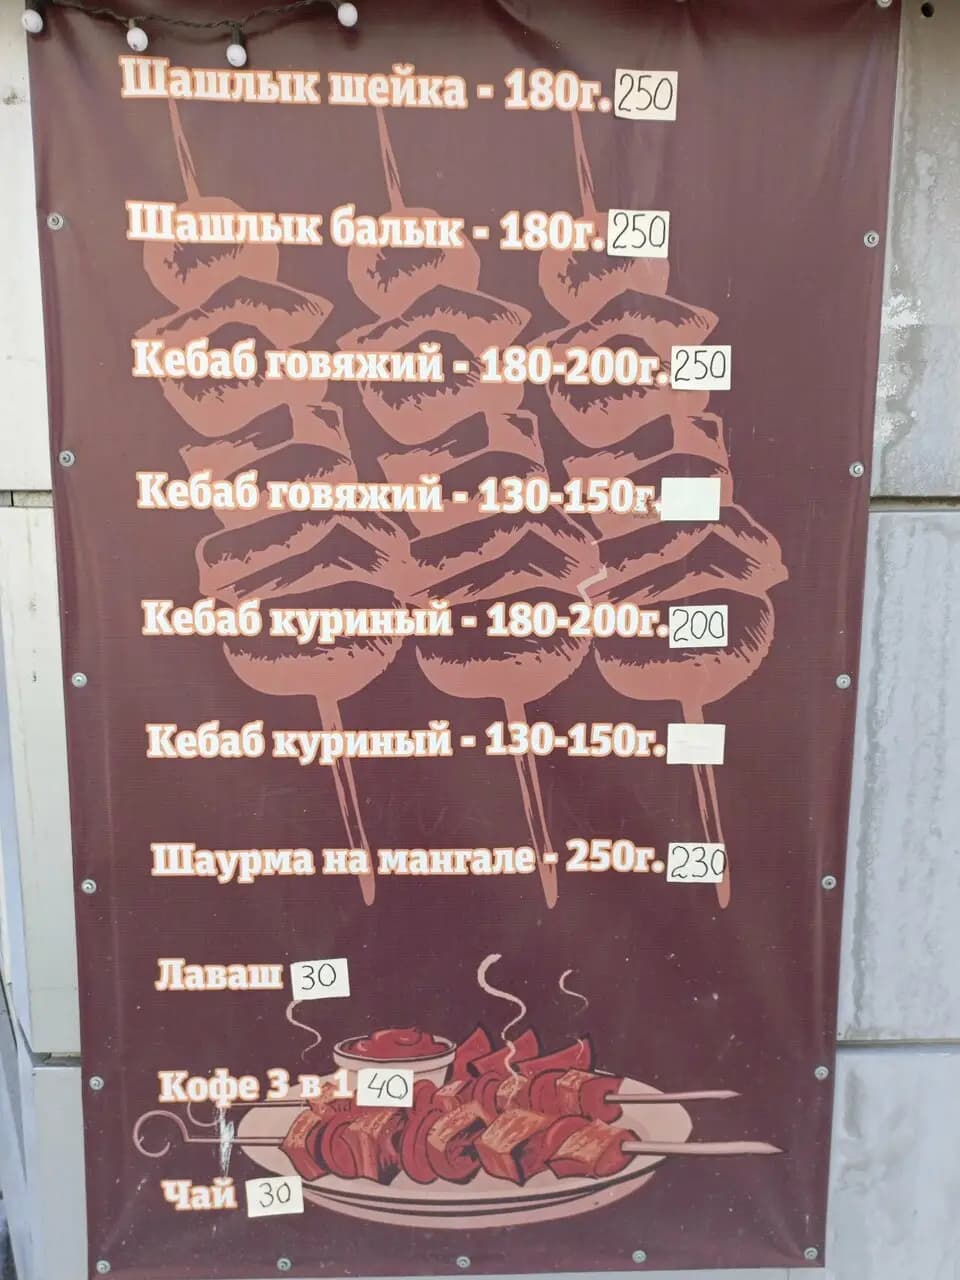 Шашлык шейка - 180г. 250
Шашлык балык - 180г. 250
Кебаб говяжий - 180-200г. 250
Кебаб говяжий - 130-150г.
Кебаб куриный - 180-200г. 200
Кебаб куриный - 130-150г.
Шаурма на мангале - 250г. 230
Лаваш 30
Кофе 3 в 1 40
Чай 30